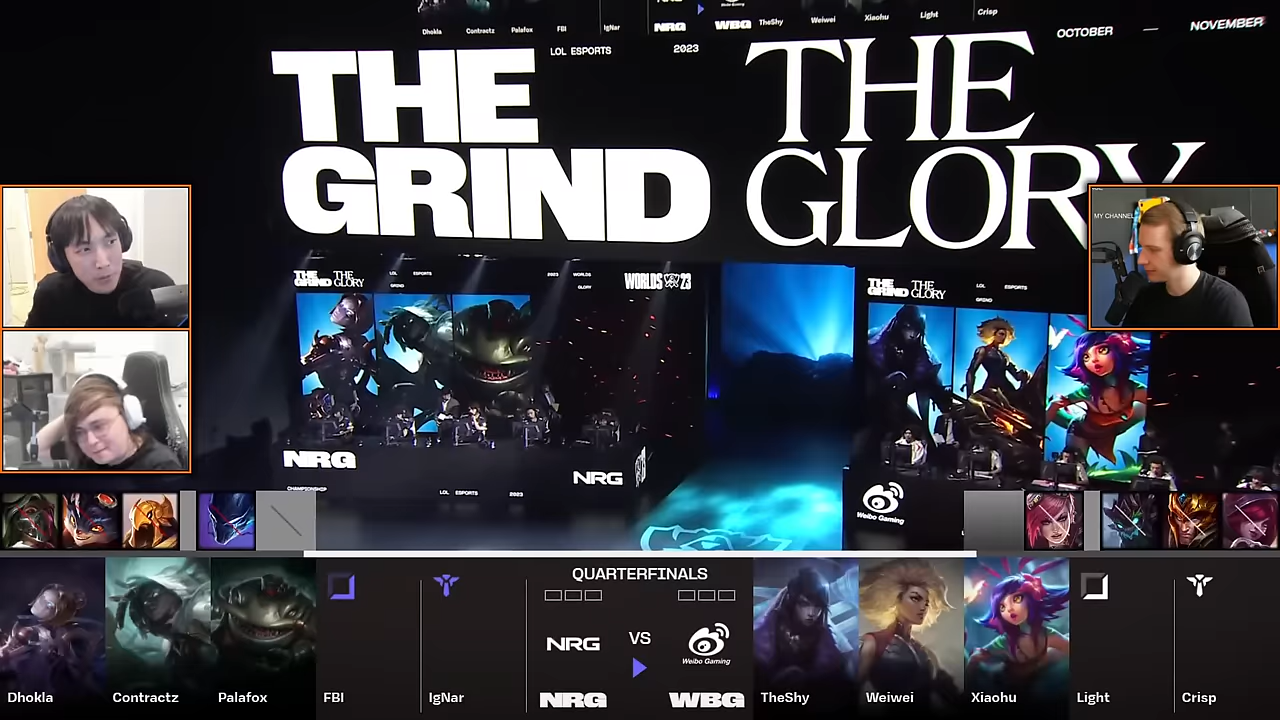 Dhokla Contractz Palafox FBI IgNar NRG WBG TheShy Weiwei Xiaohu Light Crisp
LOL ESPORTS 2023 OCTOBER — NOVEMBER
THE THE
GRIND GLORY
MY CHANNEL
THE THE
GRIND GLORY
LOL ESPORTS
GRIND
2023 WORLDS
GLORY
WORLDS 23
THE THE
GRIND GLORY
LOL ESPORTS
GRIND
NRG
NRG
CHAMPIONSHIP LOL ESPORTS 2023
Weibo Gaming
QUARTERFINALS
NRG VS
Weibo Gaming
NRG WBG
Dhokla Contractz Palafox FBI IgNar TheShy Weiwei Xiaohu Light Crisp